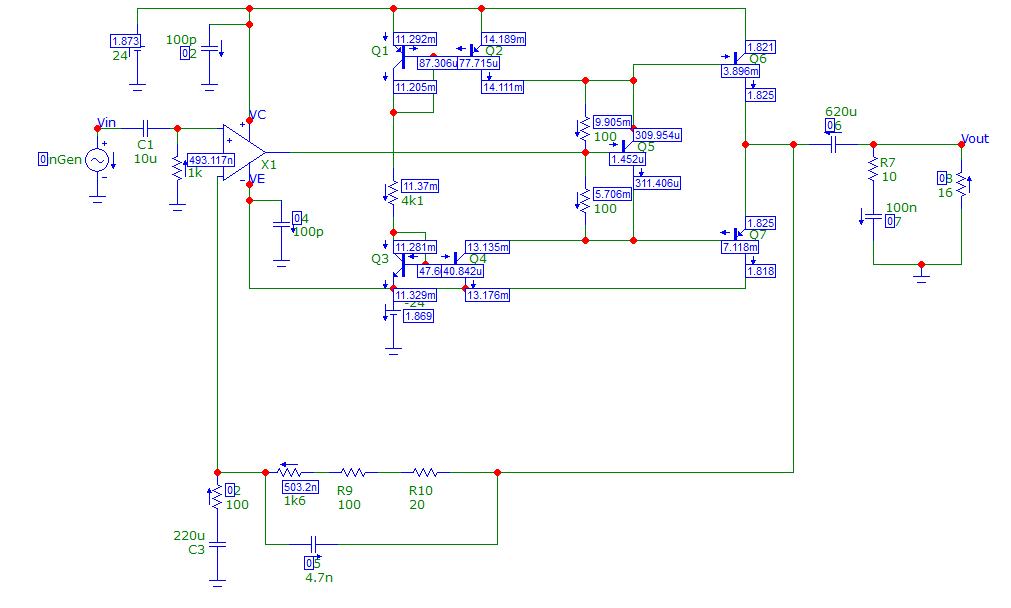 1.873
24
100p
0
2
Q1
11.292m
14.189m
Q2
87.306u
77.715u
11.205m
14.111m
1.821
Q6
3.896m
1.825
Vin
0
nGen
C1
10u
493.117n
1k
VC
X1
VE
9.905m
100
309.954u
Q5
1.452u
311.406u
5.706m
100
620u
0
6
Vout
R7
10
0
8
16
100n
0
7
11.37m
4k1
0
4
100p
11.281m
13.135m
Q3
Q4
47.6
40.842u
11.329m
13.176m
-24
1.869
1.825
Q7
7.118m
1.818
0
2
100
503.2n
1k6
R9
100
R10
20
220u
C3
0
5
4.7n